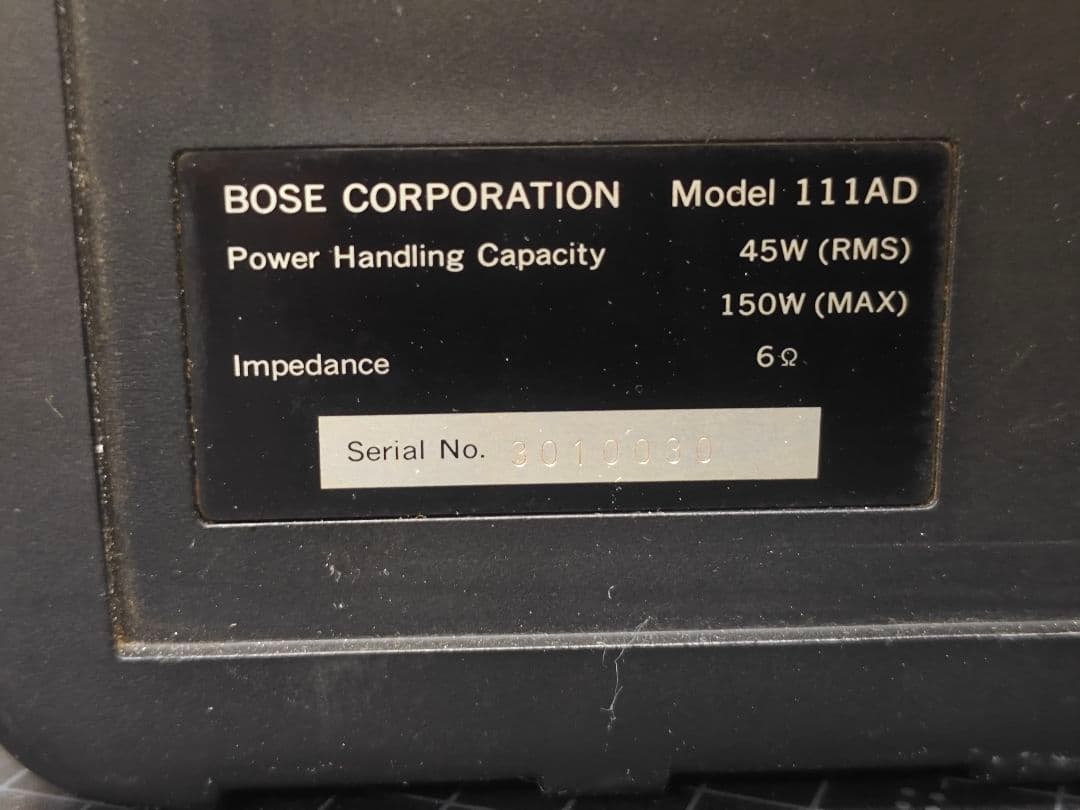 BOSE CORPORATION Model 111AD
Power Handling Capacity 45W (RMS)
150W (MAX)
Impedance 6Ω
Serial No. 3010030